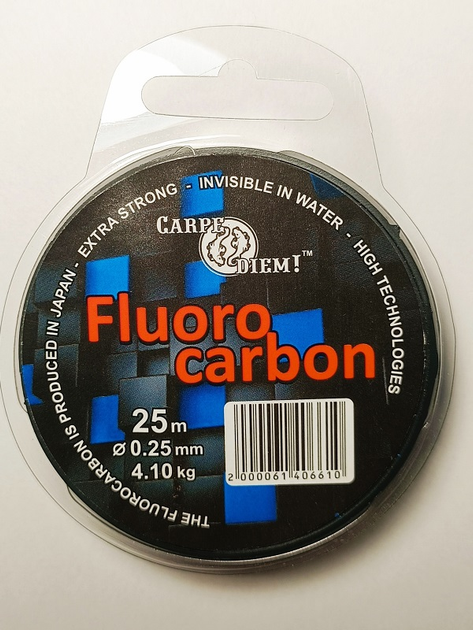 THE FLUOROCARBON IS PRODUCED IN JAPAN - EXTRA STRONG - INVISIBLE IN WATER - HIGH TECHNOLOGIES
CARPE
DIEM!™
Fluoro
carbon
25 m
Ø 0.25 mm
4.10 kg
2 000061 406610